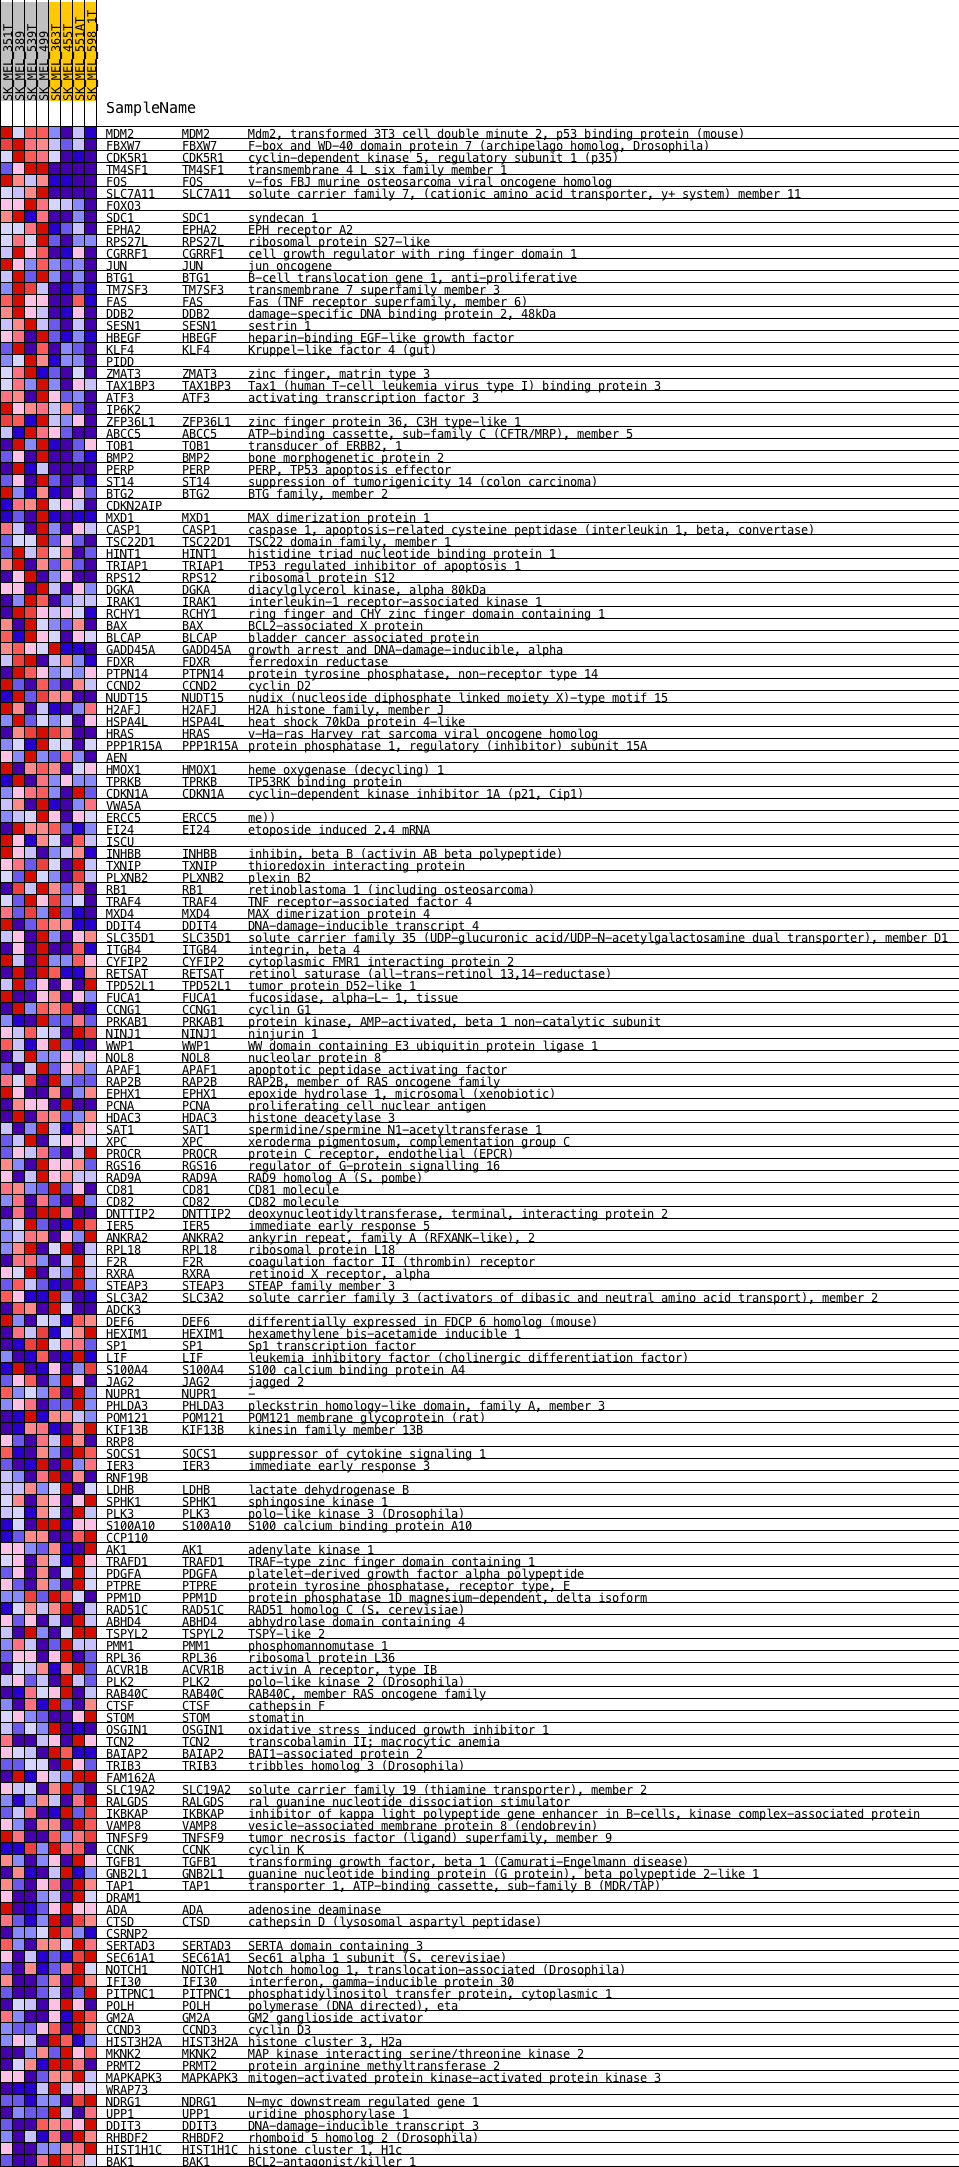 SK_MEL_351T
SK_MEL_389
SK_MEL_539T
SK_MEL_499
SK_MEL_363T
SK_MEL_455T
SK_MEL_551AT
SK_MEL_598_1T
SampleName
MDM2 MDM2 Mdm2, transformed 3T3 cell double minute 2, p53 binding protein (mouse)
FBXW7 FBXW7 F-box and WD-40 domain protein 7 (archipelago homolog, Drosophila)
CDK5R1 CDK5R1 cyclin-dependent kinase 5, regulatory subunit 1 (p35)
TM4SF1 TM4SF1 transmembrane 4 L six family member 1
FOS FOS v-fos FBJ murine osteosarcoma viral oncogene homolog
SLC7A11 SLC7A11 solute carrier family 7, (cationic amino acid transporter, y+ system) member 11
FOXO3
SDC1 SDC1 syndecan 1
EPHA2 EPHA2 EPH receptor A2
RPS27L RPS27L ribosomal protein S27-like
CGRRF1 CGRRF1 cell growth regulator with ring finger domain 1
JUN JUN jun oncogene
BTG1 BTG1 B-cell translocation gene 1, anti-proliferative
TM7SF3 TM7SF3 transmembrane 7 superfamily member 3
FAS FAS Fas (TNF receptor superfamily, member 6)
DDB2 DDB2 damage-specific DNA binding protein 2, 48kDa
SESN1 SESN1 sestrin 1
HBEGF HBEGF heparin-binding EGF-like growth factor
KLF4 KLF4 Kruppel-like factor 4 (gut)
PIDD
ZMAT3 ZMAT3 zinc finger, matrin type 3
TAX1BP3 TAX1BP3 Tax1 (human T-cell leukemia virus type I) binding protein 3
ATF3 ATF3 activating transcription factor 3
IP6K2
ZFP36L1 ZFP36L1 zinc finger protein 36, C3H type-like 1
ABCC5 ABCC5 ATP-binding cassette, sub-family C (CFTR/MRP), member 5
TOB1 TOB1 transducer of ERBB2, 1
BMP2 BMP2 bone morphogenetic protein 2
PERP PERP PERP, TP53 apoptosis effector
ST14 ST14 suppression of tumorigenicity 14 (colon carcinoma)
BTG2 BTG2 BTG family, member 2
CDKN2AIP
MXD1 MXD1 MAX dimerization protein 1
CASP1 CASP1 caspase 1, apoptosis-related cysteine peptidase (interleukin 1, beta, convertase)
TSC22D1 TSC22D1 TSC22 domain family, member 1
HINT1 HINT1 histidine triad nucleotide binding protein 1
TRIAP1 TRIAP1 TP53 regulated inhibitor of apoptosis 1
RPS12 RPS12 ribosomal protein S12
DGKA DGKA diacylglycerol kinase, alpha 80kDa
IRAK1 IRAK1 interleukin-1 receptor-associated kinase 1
RCHY1 RCHY1 ring finger and CHY zinc finger domain containing 1
BAX BAX BCL2-associated X protein
BLCAP BLCAP bladder cancer associated protein
GADD45A GADD45A growth arrest and DNA-damage-inducible, alpha
FDXR FDXR ferredoxin reductase
PTPN14 PTPN14 protein tyrosine phosphatase, non-receptor type 14
CCND2 CCND2 cyclin D2
NUDT15 NUDT15 nudix (nucleoside diphosphate linked moiety X)-type motif 15
H2AFJ H2AFJ H2A histone family, member J
HSPA4L HSPA4L heat shock 70kDa protein 4-like
HRAS HRAS v-Ha-ras Harvey rat sarcoma viral oncogene homolog
PPP1R15A PPP1R15A protein phosphatase 1, regulatory (inhibitor) subunit 15A
AEN
HMOX1 HMOX1 heme oxygenase (decycling) 1
TPRKB TPRKB TP53RK binding protein
CDKN1A CDKN1A cyclin-dependent kinase inhibitor 1A (p21, Cip1)
VWA5A
ERCC5 ERCC5 me))
EI24 EI24 etoposide induced 2.4 mRNA
ISCU
INHBB INHBB inhibin, beta B (activin AB beta polypeptide)
TXNIP TXNIP thioredoxin interacting protein
PLXNB2 PLXNB2 plexin B2
RB1 RB1 retinoblastoma 1 (including osteosarcoma)
TRAF4 TRAF4 TNF receptor-associated factor 4
MXD4 MXD4 MAX dimerization protein 4
DDIT4 DDIT4 DNA-damage-inducible transcript 4
SLC35D1 SLC35D1 solute carrier family 35 (UDP-glucuronic acid/UDP-N-acetylgalactosamine dual transporter), member D1
ITGB4 ITGB4 integrin, beta 4
CYFIP2 CYFIP2 cytoplasmic FMR1 interacting protein 2
RETSAT RETSAT retinol saturase (all-trans-retinol 13,14-reductase)
TPD52L1 TPD52L1 tumor protein D52-like 1
FUCA1 FUCA1 fucosidase, alpha-L- 1, tissue
CCNG1 CCNG1 cyclin G1
PRKAB1 PRKAB1 protein kinase, AMP-activated, beta 1 non-catalytic subunit
NINJ1 NINJ1 ninjurin 1
WWP1 WWP1 WW domain containing E3 ubiquitin protein ligase 1
NOL8 NOL8 nucleolar protein 8
APAF1 APAF1 apoptotic peptidase activating factor
RAP2B RAP2B RAP2B, member of RAS oncogene family
EPHX1 EPHX1 epoxide hydrolase 1, microsomal (xenobiotic)
PCNA PCNA proliferating cell nuclear antigen
HDAC3 HDAC3 histone deacetylase 3
SAT1 SAT1 spermidine/spermine N1-acetyltransferase 1
XPC XPC xeroderma pigmentosum, complementation group C
PROCR PROCR protein C receptor, endothelial (EPCR)
RGS16 RGS16 regulator of G-protein signalling 16
RAD9A RAD9A RAD9 homolog A (S. pombe)
CD81 CD81 CD81 molecule
CD82 CD82 CD82 molecule
DNTTIP2 DNTTIP2 deoxynucleotidyltransferase, terminal, interacting protein 2
IER5 IER5 immediate early response 5
ANKRA2 ANKRA2 ankyrin repeat, family A (RFXANK-like), 2
RPL18 RPL18 ribosomal protein L18
F2R F2R coagulation factor II (thrombin) receptor
RXRA RXRA retinoid X receptor, alpha
STEAP3 STEAP3 STEAP family member 3
SLC3A2 SLC3A2 solute carrier family 3 (activators of dibasic and neutral amino acid transport), member 2
ADCK3
DEF6 DEF6 differentially expressed in FDCP 6 homolog (mouse)
HEXIM1 HEXIM1 hexamethylene bis-acetamide inducible 1
SP1 SP1 Sp1 transcription factor
LIF LIF leukemia inhibitory factor (cholinergic differentiation factor)
S100A4 S100A4 S100 calcium binding protein A4
JAG2 JAG2 jagged 2
NUPR1 NUPR1 -
PHLDA3 PHLDA3 pleckstrin homology-like domain, family A, member 3
POM121 POM121 POM121 membrane glycoprotein (rat)
KIF13B KIF13B kinesin family member 13B
RRP8
SOCS1 SOCS1 suppressor of cytokine signaling 1
IER3 IER3 immediate early response 3
RNF19B
LDHB LDHB lactate dehydrogenase B
SPHK1 SPHK1 sphingosine kinase 1
PLK3 PLK3 polo-like kinase 3 (Drosophila)
S100A10 S100A10 S100 calcium binding protein A10
CCP110
AK1 AK1 adenylate kinase 1
TRAFD1 TRAFD1 TRAF-type zinc finger domain containing 1
PDGFA PDGFA platelet-derived growth factor alpha polypeptide
PTPRE PTPRE protein tyrosine phosphatase, receptor type, E
PPM1D PPM1D protein phosphatase 1D magnesium-dependent, delta isoform
RAD51C RAD51C RAD51 homolog C (S. cerevisiae)
ABHD4 ABHD4 abhydrolase domain containing 4
TSPYL2 TSPYL2 TSPY-like 2
PMM1 PMM1 phosphomannomutase 1
RPL36 RPL36 ribosomal protein L36
ACVR1B ACVR1B activin A receptor, type IB
PLK2 PLK2 polo-like kinase 2 (Drosophila)
RAB40C RAB40C RAB40C, member RAS oncogene family
CTSF CTSF cathepsin F
STOM STOM stomatin
OSGIN1 OSGIN1 oxidative stress induced growth inhibitor 1
TCN2 TCN2 transcobalamin II; macrocytic anemia
BAIAP2 BAIAP2 BAI1-associated protein 2
TRIB3 TRIB3 tribbles homolog 3 (Drosophila)
FAM162A
SLC19A2 SLC19A2 solute carrier family 19 (thiamine transporter), member 2
RALGDS RALGDS ral guanine nucleotide dissociation stimulator
IKBKAP IKBKAP inhibitor of kappa light polypeptide gene enhancer in B-cells, kinase complex-associated protein
VAMP8 VAMP8 vesicle-associated membrane protein 8 (endobrevin)
TNFSF9 TNFSF9 tumor necrosis factor (ligand) superfamily, member 9
CCNK CCNK cyclin K
TGFB1 TGFB1 transforming growth factor, beta 1 (Camurati-Engelmann disease)
GNB2L1 GNB2L1 guanine nucleotide binding protein (G protein), beta polypeptide 2-like 1
TAP1 TAP1 transporter 1, ATP-binding cassette, sub-family B (MDR/TAP)
DRAM1
ADA ADA adenosine deaminase
CTSD CTSD cathepsin D (lysosomal aspartyl peptidase)
CSRNP2
SERTAD3 SERTAD3 SERTA domain containing 3
SEC61A1 SEC61A1 Sec61 alpha 1 subunit (S. cerevisiae)
NOTCH1 NOTCH1 Notch homolog 1, translocation-associated (Drosophila)
IFI30 IFI30 interferon, gamma-inducible protein 30
PITPNC1 PITPNC1 phosphatidylinositol transfer protein, cytoplasmic 1
POLH POLH polymerase (DNA directed), eta
GM2A GM2A GM2 ganglioside activator
CCND3 CCND3 cyclin D3
HIST3H2A HIST3H2A histone cluster 3, H2a
MKNK2 MKNK2 MAP kinase interacting serine/threonine kinase 2
PRMT2 PRMT2 protein arginine methyltransferase 2
MAPKAPK3 MAPKAPK3 mitogen-activated protein kinase-activated protein kinase 3
WRAP73
NDRG1 NDRG1 N-myc downstream regulated gene 1
UPP1 UPP1 uridine phosphorylase 1
DDIT3 DDIT3 DNA-damage-inducible transcript 3
RHBDF2 RHBDF2 rhomboid 5 homolog 2 (Drosophila)
HIST1H1C HIST1H1C histone cluster 1, H1c
BAK1 BAK1 BCL2-antagonist/killer 1